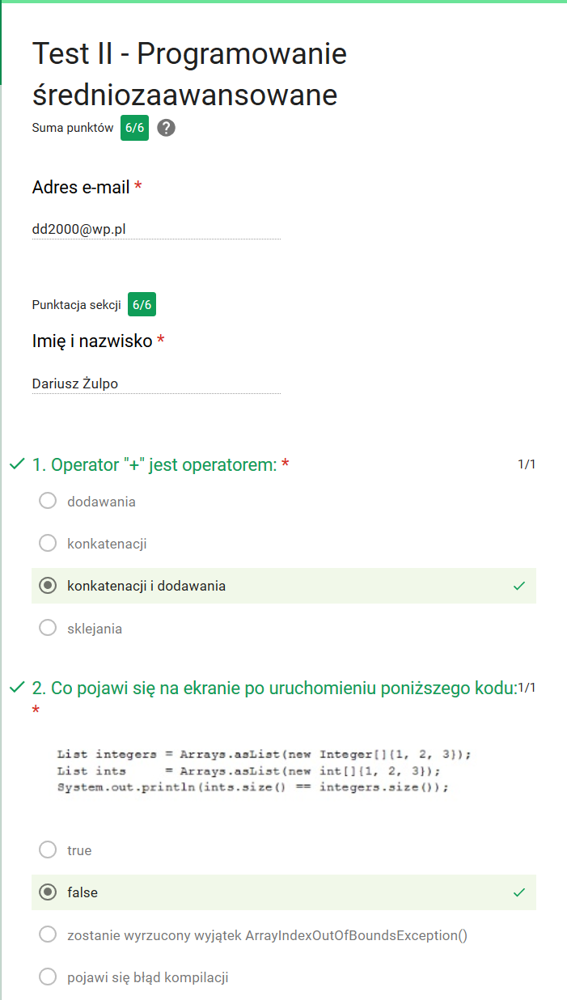 Test II - Programowanie
średniozaawansowane
Suma punktów 6/6 ?
Adres e-mail *
dd2000@wp.pl
Punktacja sekcji 6/6
Imię i nazwisko *
Dariusz Żulpo
1. Operator "+" jest operatorem: * 1/1
dodawania
konkatenacji
konkatenacji i dodawania
sklejania
2. Co pojawi się na ekranie po uruchomieniu poniższego kodu: 1/1
*
List integers = Arrays.asList(new Integer[]{1, 2, 3});
List ints = Arrays.asList(new int[]{1, 2, 3});
System.out.println(ints.size() == integers.size());
true
false
zostanie wyrzucony wyjątek ArrayIndexOutOfBoundsException()
pojawi się błąd kompilacji